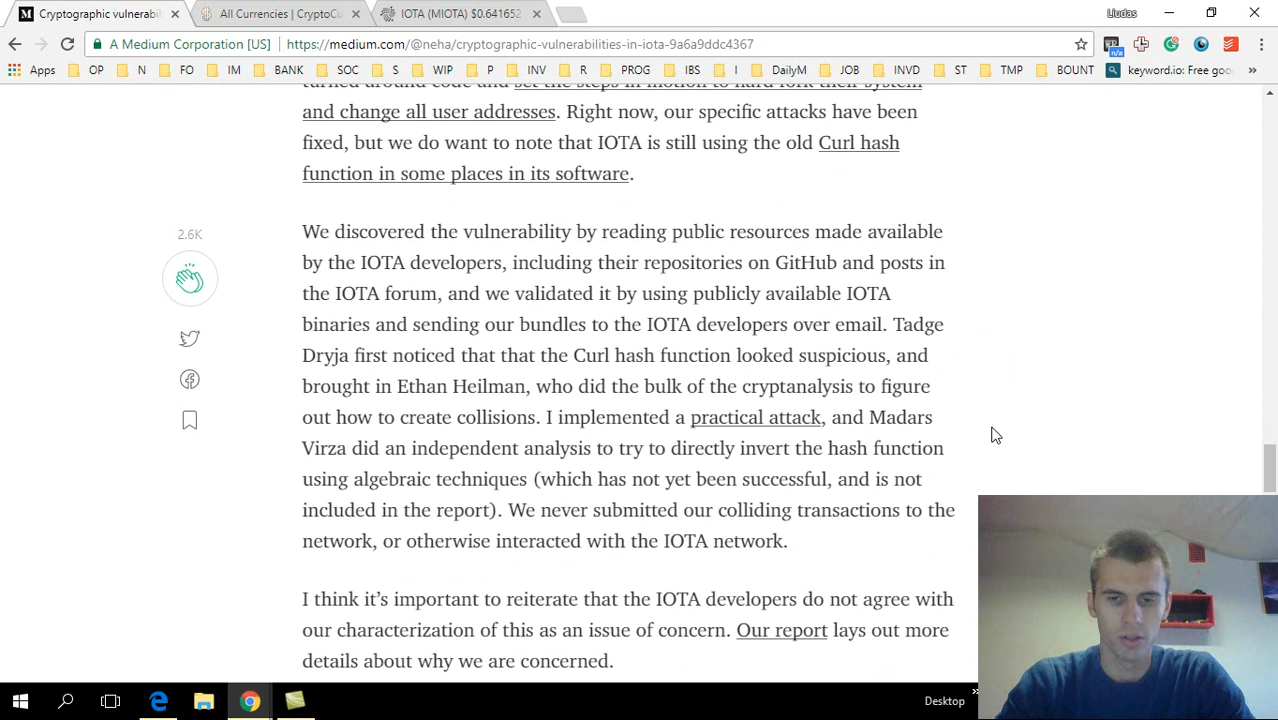 Cryptographic vulnerabil
All Currencies | CryptoCu
IOTA (MIOTA) $0.641652
Liudas
A Medium Corporation [US]
https://medium.com/@neha/cryptographic-vulnerabilities-in-iota-9a6a9ddc4367
n/a
Apps
OP
N
FO
IM
BANK
SOC
S
WIP
P
INV
R
PROG
IBS
I
DailyM
IOB
INVD
ST
TMP
BOUNT
keyword.io: Free goo
turned around code and set the steps in motion to hard fork their system
and change all user addresses. Right now, our specific attacks have been
fixed, but we do want to note that IOTA is still using the old Curl hash
function in some places in its software.
2.6K
We discovered the vulnerability by reading public resources made available
by the IOTA developers, including their repositories on GitHub and posts in
the IOTA forum, and we validated it by using publicly available IOTA
binaries and sending our bundles to the IOTA developers over email. Tadge
Dryja first noticed that that the Curl hash function looked suspicious, and
brought in Ethan Heilman, who did the bulk of the cryptanalysis to figure
out how to create collisions. I implemented a practical attack, and Madars
Virza did an independent analysis to try to directly invert the hash function
using algebraic techniques (which has not yet been successful, and is not
included in the report). We never submitted our colliding transactions to the
network, or otherwise interacted with the IOTA network.
I think it's important to reiterate that the IOTA developers do not agree with
our characterization of this as an issue of concern. Our report lays out more
details about why we are concerned.
Desktop